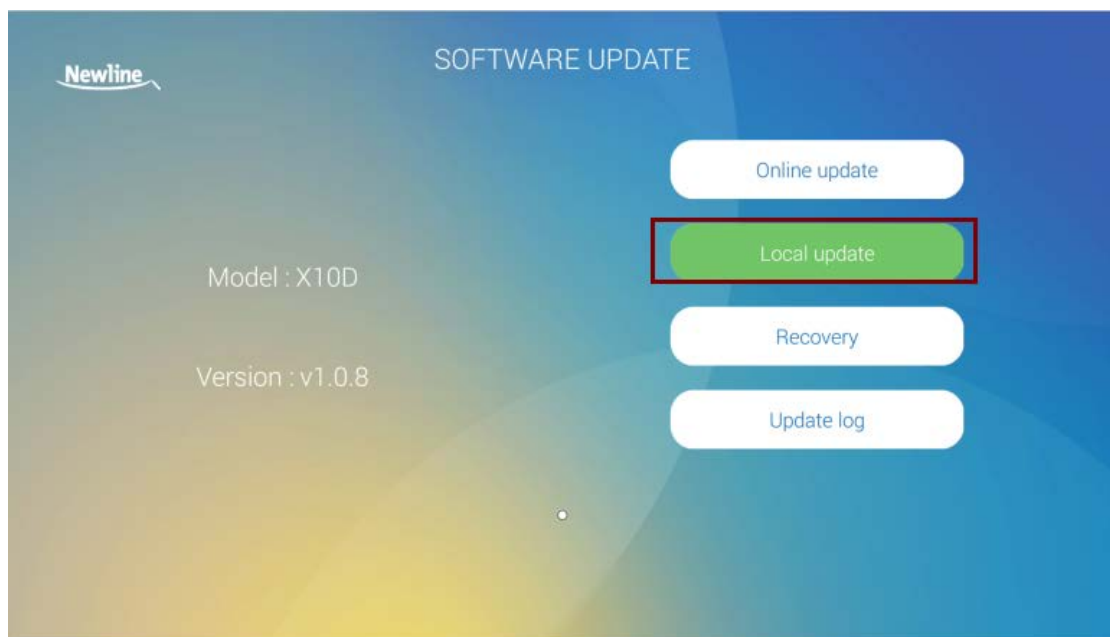 Newline
SOFTWARE UPDATE
Online update
Local update
Model : X10D
Recovery
Version : v1.0.8
Update log